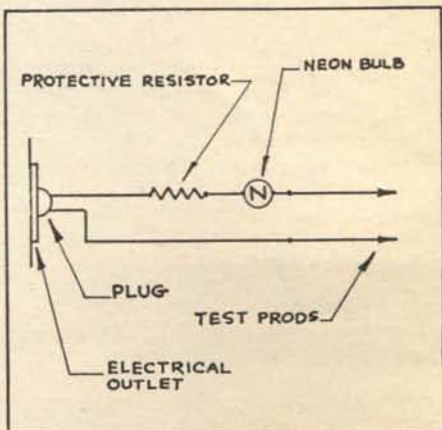 PROTECTIVE RESISTOR
NEON BULB
N
PLUG
TEST PRODS
ELECTRICAL
OUTLET